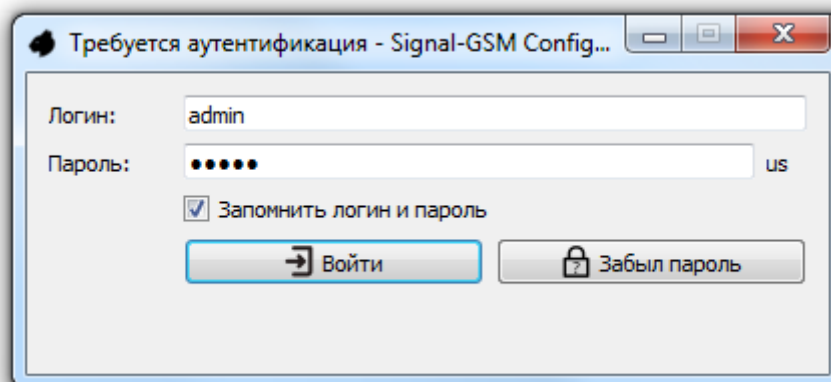 Требуется аутентификация - Signal-GSM Config...
Логин: admin
Пароль: ●●●●● us
Запомнить логин и пароль
Войти Забыл пароль